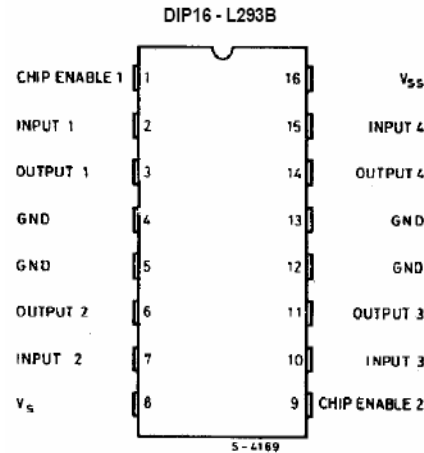 DIP16 - L293B
CHIP ENABLE 1 1 16 Vss
INPUT 1 2 15 INPUT 4
OUTPUT 1 3 14 OUTPUT 4
GND 4 13 GND
GND 5 12 GND
OUTPUT 2 6 11 OUTPUT 3
INPUT 2 7 10 INPUT 3
Vs 8 9 CHIP ENABLE 2
S-4169